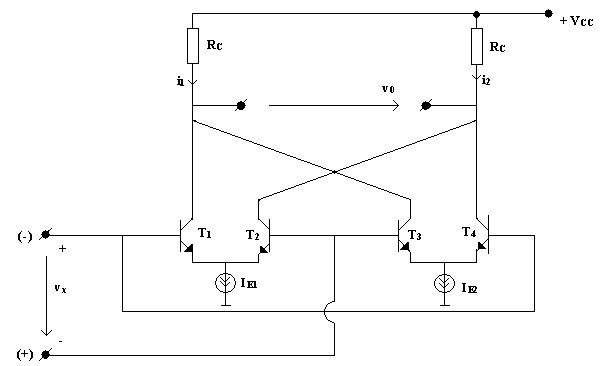 + VCC
RC
RC
i1
i2
v0
(-)
T1
T2
T3
T4
+
IE1
IE2
vx
-
(+)